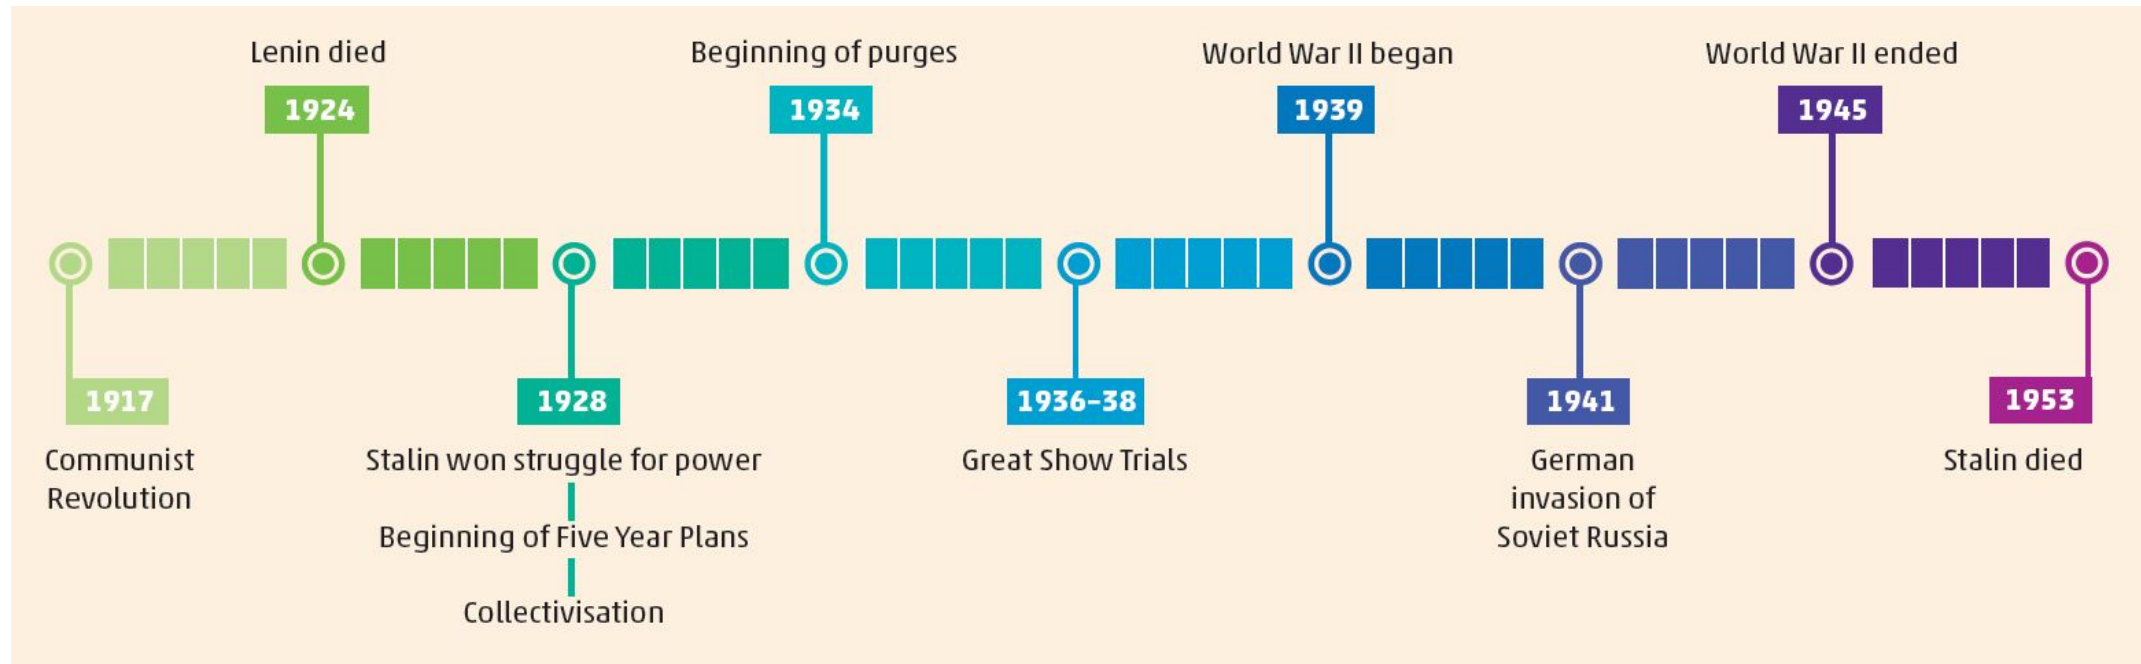 Lenin died
1924
Beginning of purges
1934
World War II began
1939
World War II ended
1945
1917
Communist
Revolution
1928
Stalin won struggle for power
Beginning of Five Year Plans
Collectivisation
1936–38
Great Show Trials
1941
German
invasion of
Soviet Russia
1953
Stalin died